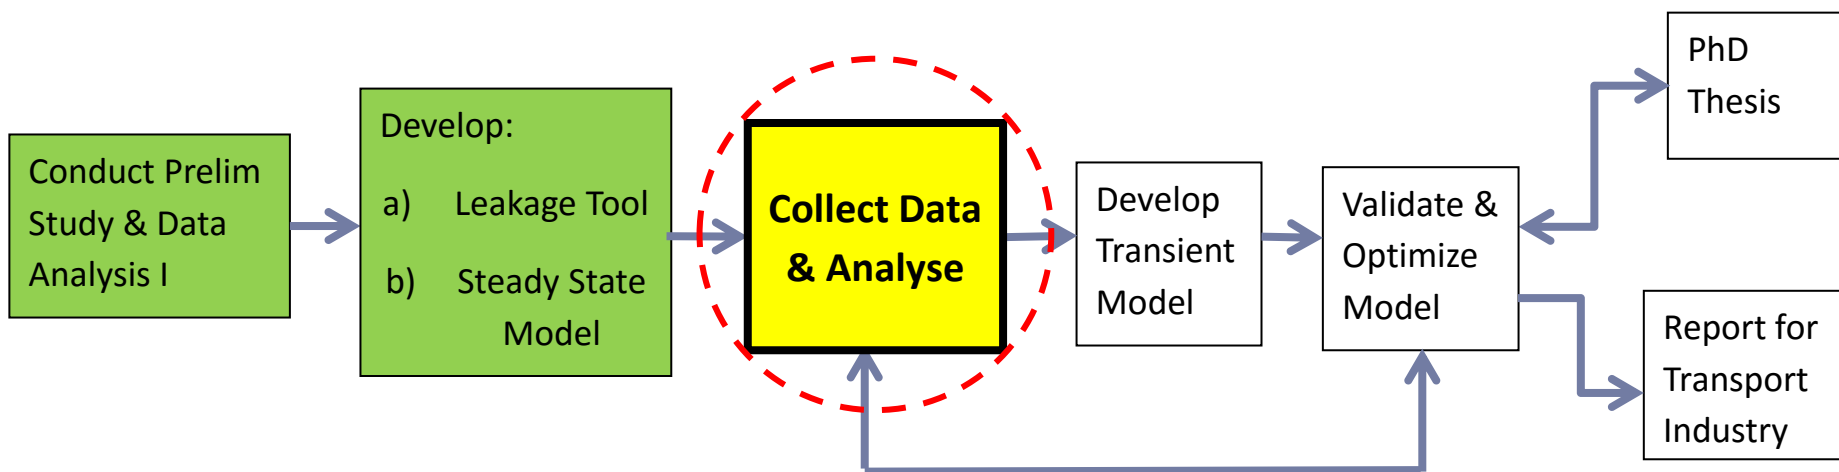 Conduct Prelim
Study & Data
Analysis I
Develop:
a) Leakage Tool
b) Steady State
Model
Collect Data
& Analyse
Develop
Transient
Model
Validate &
Optimize
Model
PhD
Thesis
Report for
Transport
Industry